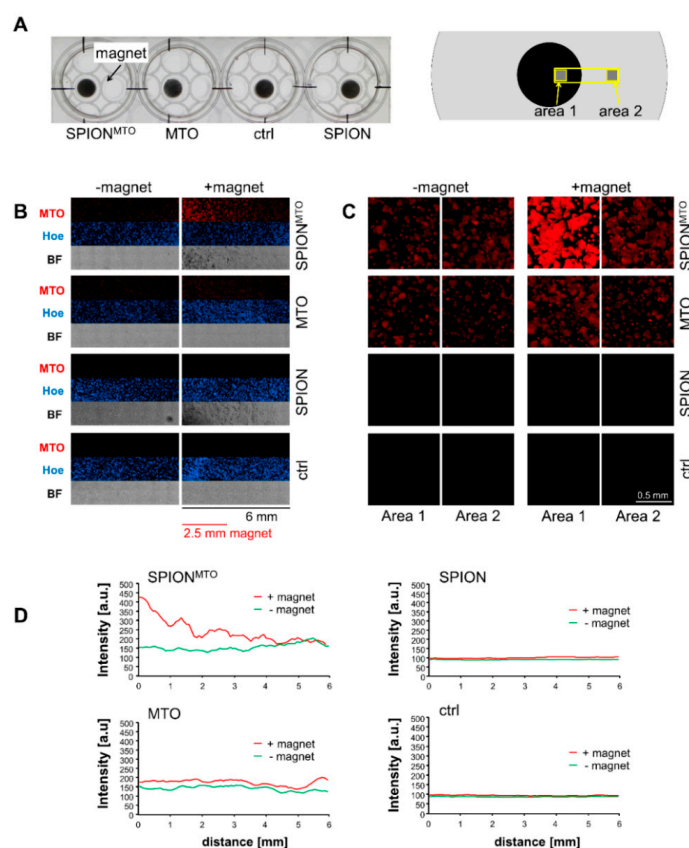 A
magnet
SPIONMTO MTO ctrl SPION
area 1 area 2
-magnet +magnet
B
MTO
Hoe
BF
SPIONMTO
MTO
Hoe
BF
MTO
MTO
Hoe
BF
SPION
MTO
Hoe
BF
ctrl
6 mm
2.5 mm magnet
-magnet +magnet
C
SPIONMTO
MTO
SPION
ctrl
0.5 mm
Area 1 Area 2 Area 1 Area 2
D
SPIONMTO
Intensity [a.u.]
500
450
400
350
300
250
200
150
100
50
0
+ magnet
- magnet
0 1 2 3 4 5 6
SPION
Intensity [a.u.]
500
450
400
350
300
250
200
150
100
50
0
+ magnet
- magnet
0 1 2 3 4 5 6
MTO
Intensity [a.u]
500
450
400
350
300
250
200
150
100
50
0
+ magnet
- magnet
0 1 2 3 4 5 6
distance [mm]
ctrl
Intensity [a.u.]
500
450
400
350
300
250
200
150
100
50
0
+ magnet
- magnet
0 1 2 3 4 5 6
distance [mm]